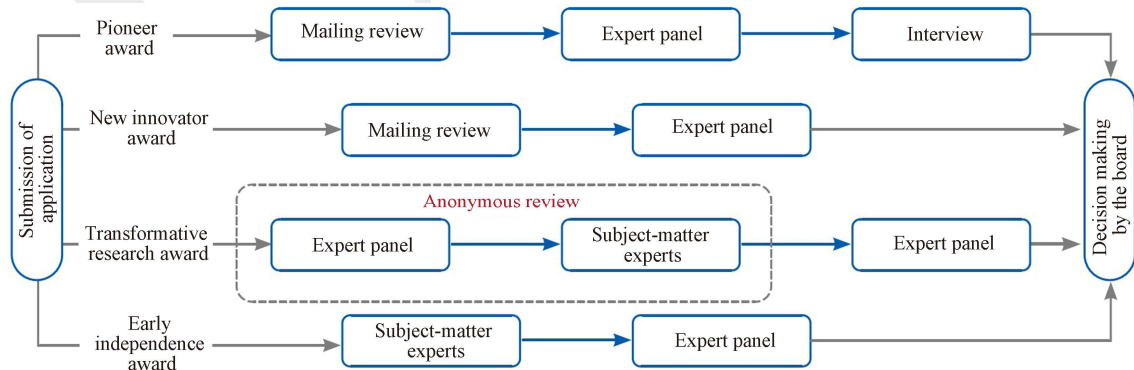 Submission of
application
Pioneer
award
Mailing review
Expert panel
Interview
New innovator
award
Mailing review
Expert panel
Anonymous review
Transformative
research award
Expert panel
Subject-matter
experts
Expert panel
Early
independence
award
Subject-matter
experts
Expert panel
Decision making
by the board